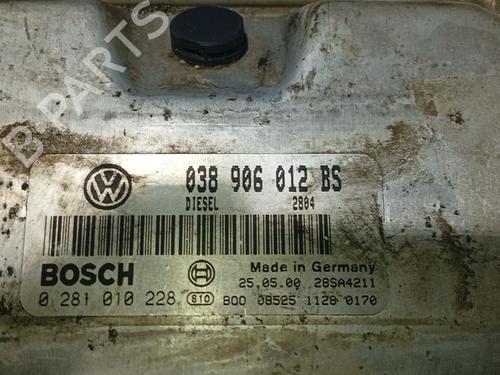 B-PARTS
038 906 012 BS
DIESEL 2804
BOSCH
Made in Germany
25.05.00 28SA4211
0 281 010 228 810 B00 08525 1128 0170